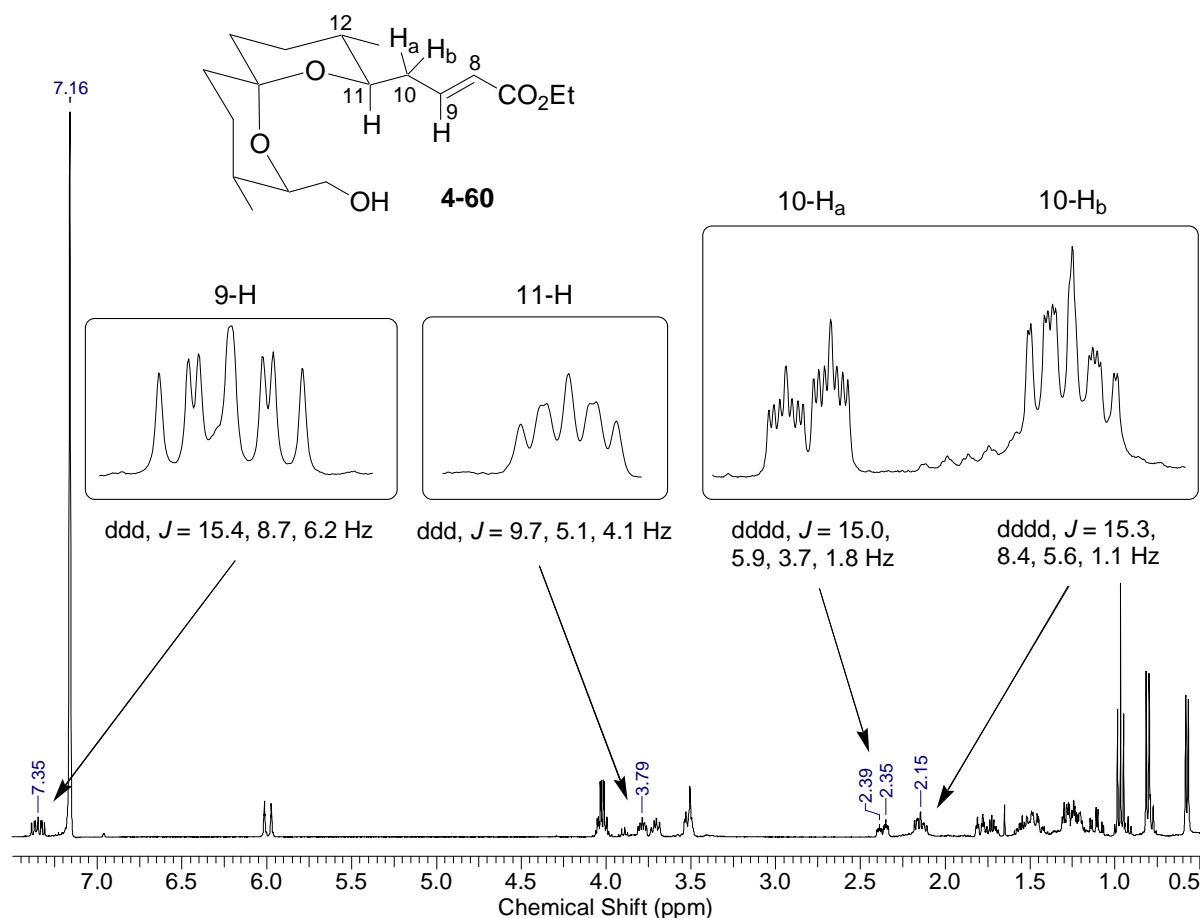 12
Ha
Hb
8
O
11
10
9
CO2Et
H
H
O
OH
4-60
7.16
10-Ha
10-Hb
9-H
11-H
ddd, J = 15.4, 8.7, 6.2 Hz
ddd, J = 9.7, 5.1, 4.1 Hz
dddd, J = 15.0,
5.9, 3.7, 1.8 Hz
dddd, J = 15.3,
8.4, 5.6, 1.1 Hz
7.35
3.79
2.39
2.35
2.15
7.0 6.5 6.0 5.5 5.0 4.5 4.0 3.5 3.0 2.5 2.0 1.5 1.0 0.5
Chemical Shift (ppm)